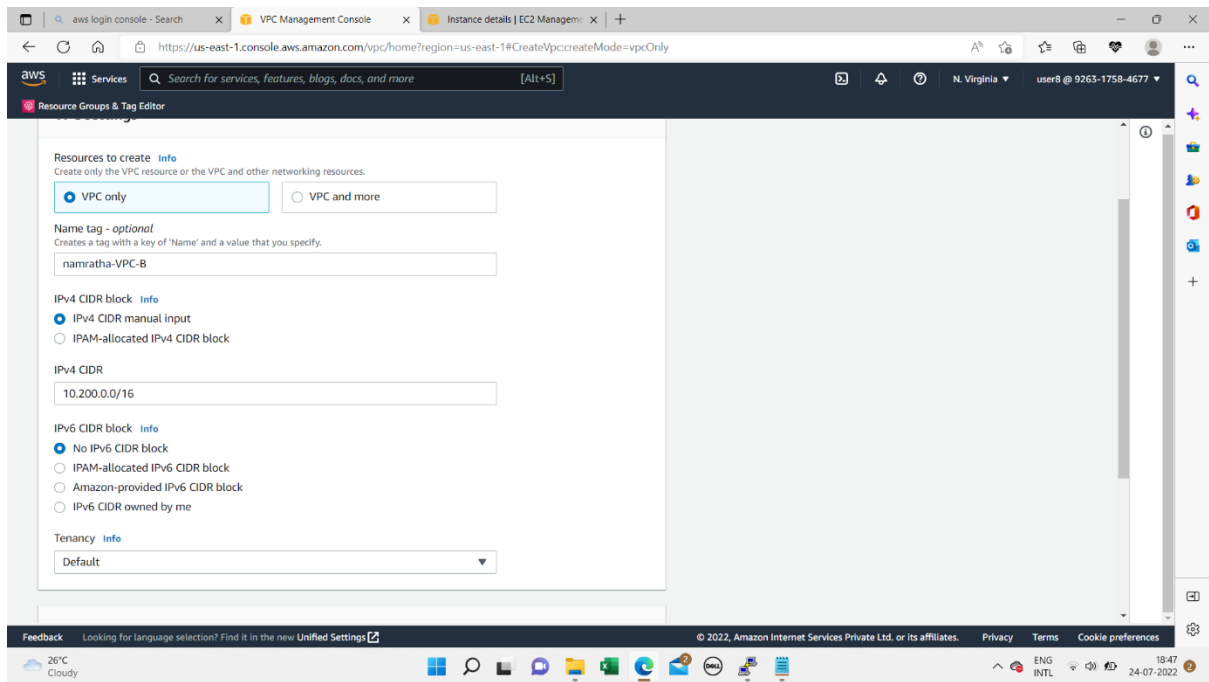 aws login console - Search
VPC Management Console
Instance details | EC2 Manageme
https://us-east-1.console.aws.amazon.com/vpc/home?region=us-east-1#CreateVpc:createMode=vpcOnly
aws
Services
Search for services, features, blogs, docs, and more
[Alt+S]
N. Virginia
user8 @ 9263-1758-4677
Resource Groups & Tag Editor
Resources to create Info
Create only the VPC resource or the VPC and other networking resources.
VPC only
VPC and more
Name tag - optional
Creates a tag with a key of 'Name' and a value that you specify.
namratha-VPC-B
IPv4 CIDR block Info
IPv4 CIDR manual input
IPAM-allocated IPv4 CIDR block
IPv4 CIDR
10.200.0.0/16
IPv6 CIDR block Info
No IPv6 CIDR block
IPAM-allocated IPv6 CIDR block
Amazon-provided IPv6 CIDR block
IPv6 CIDR owned by me
Tenancy Info
Default
Feedback Looking for language selection? Find it in the new Unified Settings
© 2022, Amazon Internet Services Private Ltd. or its affiliates. Privacy Terms Cookie preferences
26°C
Cloudy
DELL
2
ENG
INTL
18:47
24-07-2022
2